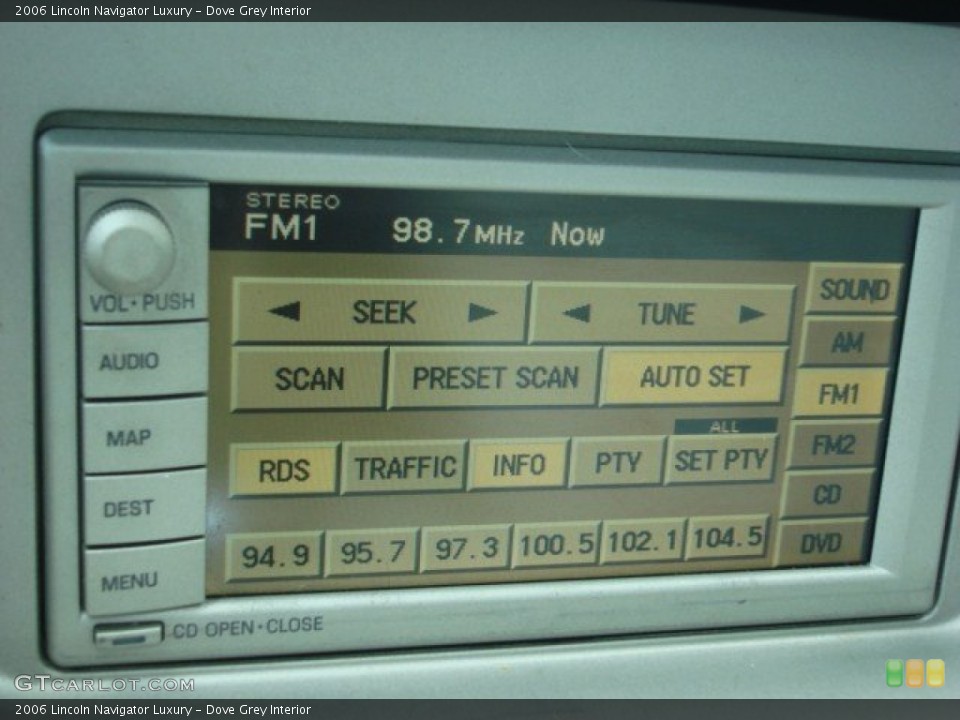 2006 Lincoln Navigator Luxury – Dove Grey Interior
STEREO
FM1 98.7MHz Now
VOL•PUSH
AUDIO
MAP
DEST
MENU
SEEK TUNE
SCAN PRESET SCAN AUTO SET
ALL
RDS TRAFFIC INFO PTY SET PTY
94.9 95.7 97.3 100.5 102.1 104.5
SOUND
AM
FM1
FM2
CD
DVD
CD OPEN•CLOSE
GTCARLOT.COM
2006 Lincoln Navigator Luxury – Dove Grey Interior